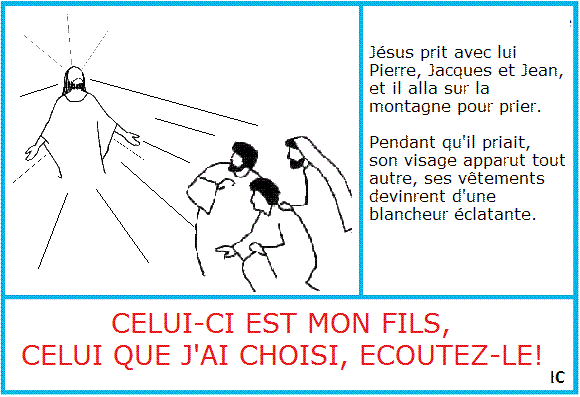 Jésus prit avec lui
Pierre, Jacques et Jean,
et il alla sur la
montagne pour prier.
Pendant qu'il priait,
son visage apparut tout
autre, ses vêtements
devinrent d'une
blancheur éclatante.
CELUI-CI EST MON FILS,
CELUI QUE J'AI CHOISI, ECOUTEZ-LE!
IC